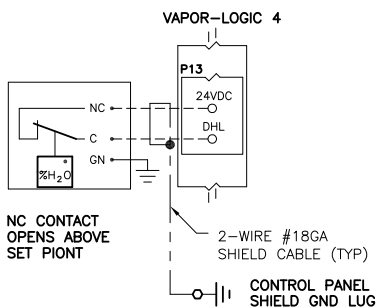 VAPOR-LOGIC 4
P13
24VDC
DHL
NC
C
GN
%H₂O
NC CONTACT
OPENS ABOVE
SET PIONT
2-WIRE #18GA
SHIELD CABLE (TYP)
CONTROL PANEL
SHIELD GND LUG